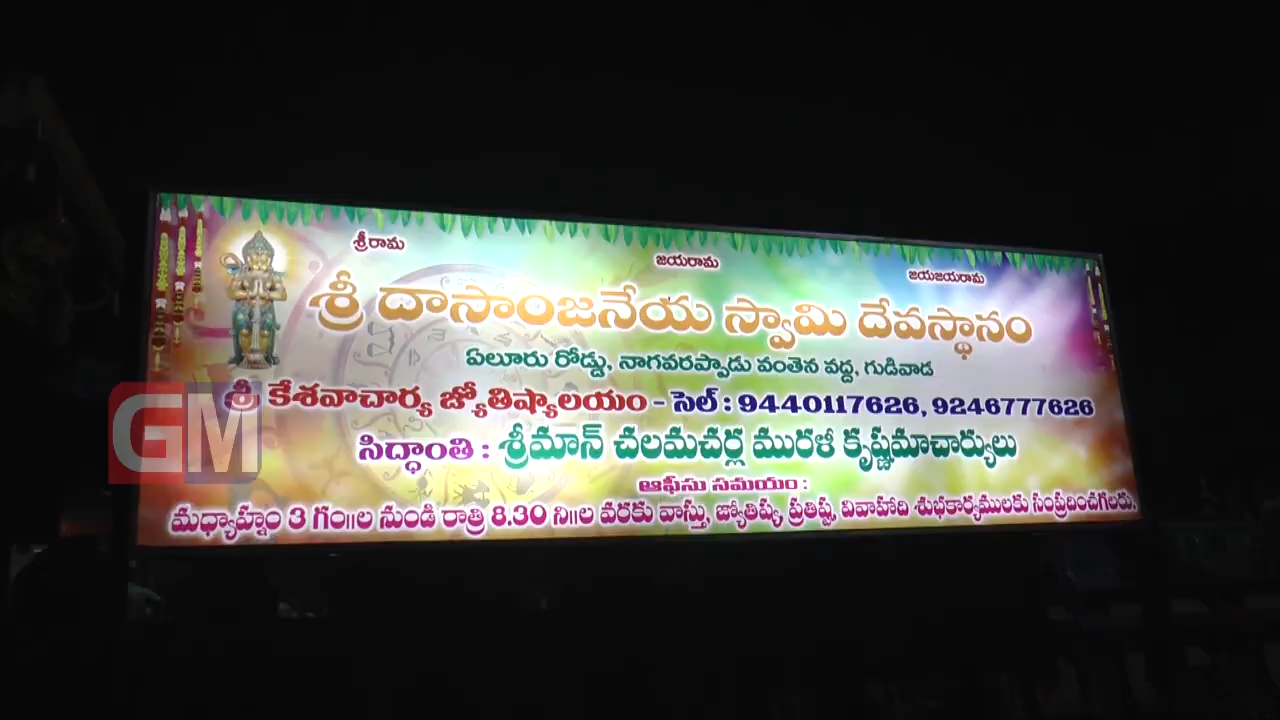 శ్రీరామ
జయరామ
జయజయరామ
శ్రీ దాసాంజనేయ స్వామి దేవస్థానం
ఏలూరు రోడ్డు, నాగవరప్పాడు వంతెన వద్ద, గుడివాడ
శ్రీ కేశవాచార్య జ్యోతిష్యాలయం - సెల్ : 9440117626, 9246777626
సిద్ధాంతి : శ్రీమాన్ చలమచర్ల మురళీ కృష్ణమాచార్యులు
ఆఫీసు సమయం :
మధ్యాహ్నం 3 గం॥ల నుండి రాత్రి 8.30 ని॥ల వరకు వాస్తు, జ్యోతిష్య, ప్రతిష్ట, వివాహాది శుభకార్యములకు సంప్రదించగలరు.
GM